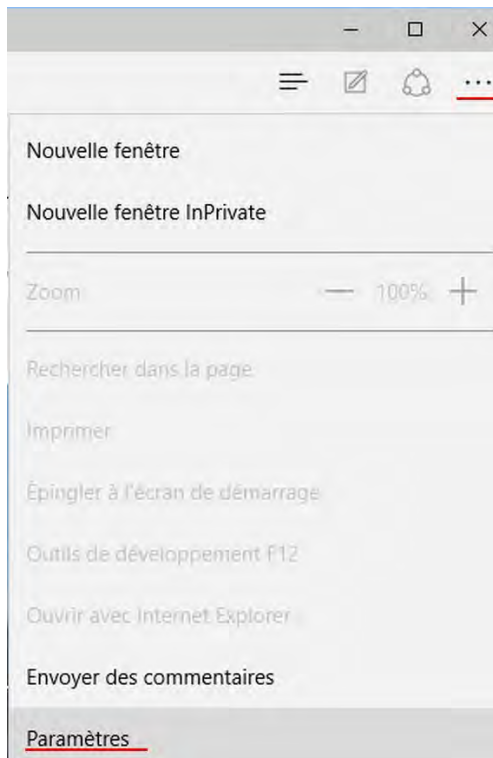 Nouvelle fenêtre
Nouvelle fenêtre InPrivate
Zoom 100%
Rechercher dans la page
Imprimer
Épingler à l'écran de démarrage
Outils de développement F12
Ouvrir avec Internet Explorer
Envoyer des commentaires
Paramètres